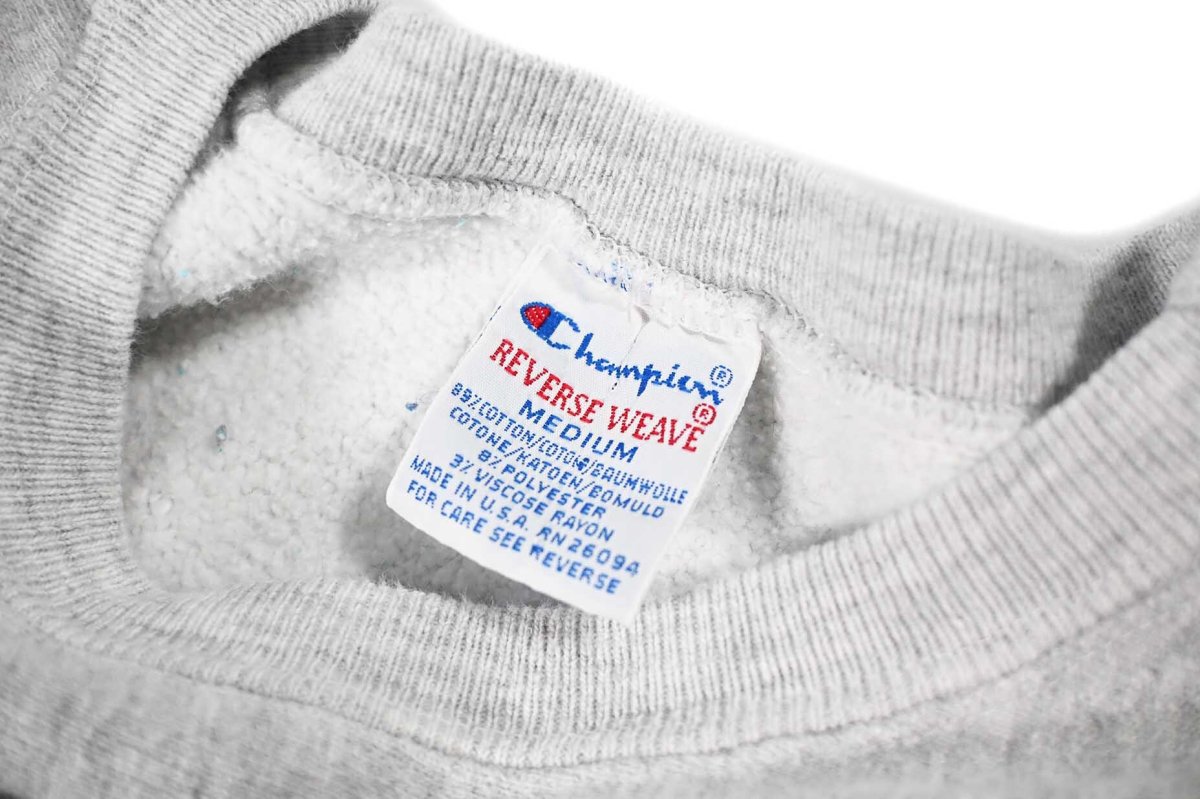 Champion®
REVERSE WEAVE®
MEDIUM
89% COTTON/COTON/BAUMWOLLE
COTONE/KATOEN/BOMULD
8% POLYESTER
3% VISCOSE RAYON
MADE IN U.S.A. RN 26094
FOR CARE SEE REVERSE